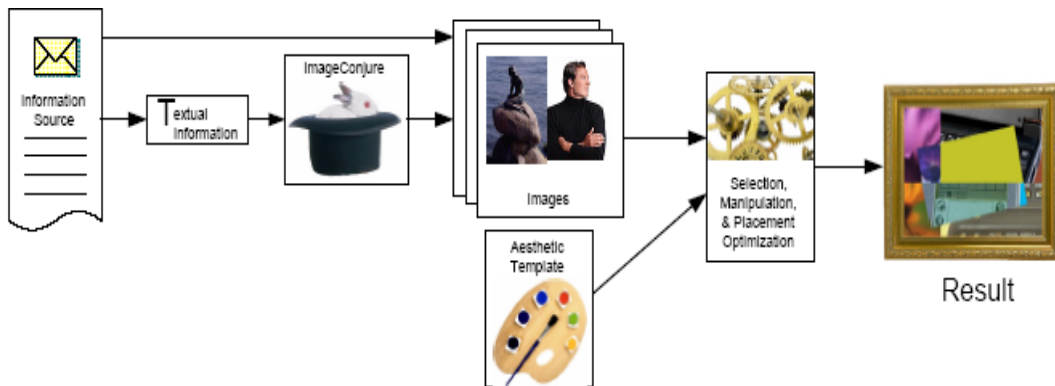 Information
Source
Textual
Information
ImageConjure
Images
Aesthetic
Template
Selection,
Manipulation,
& Placement
Optimization
Result